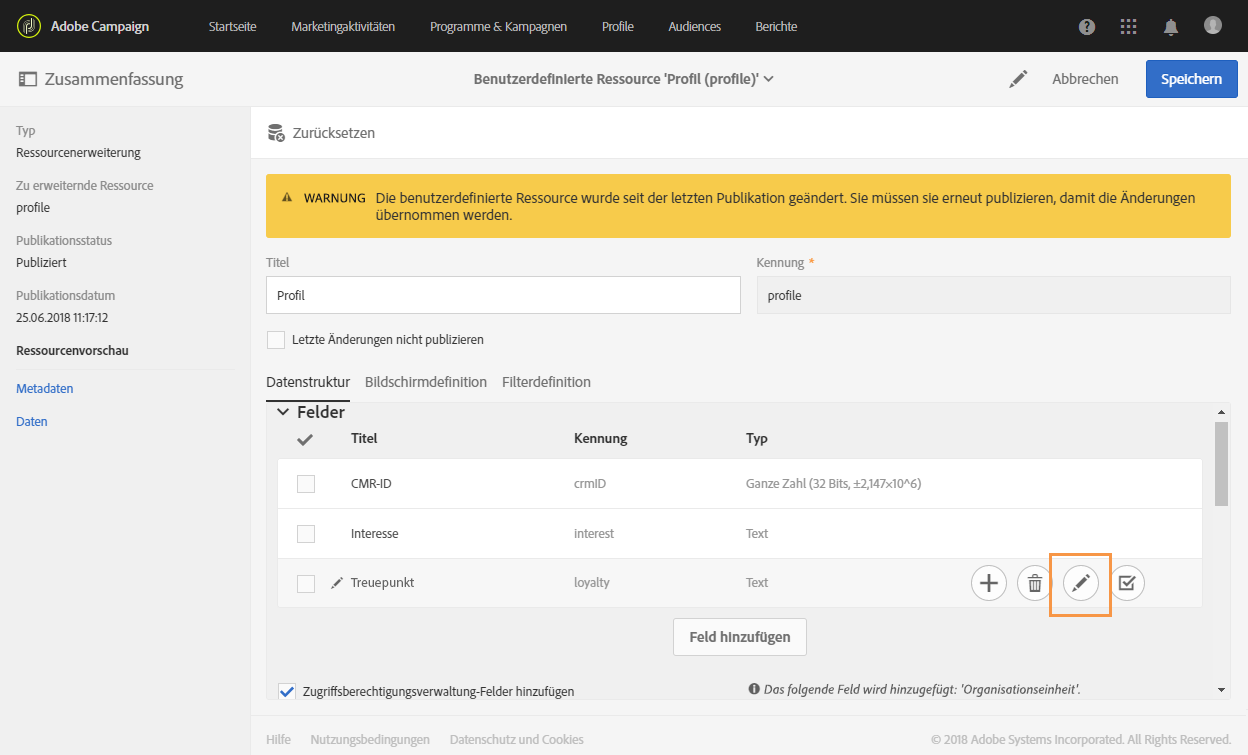 Adobe Campaign Startseite Marketingaktivitäten Programme & Kampagnen Profile Audiences Berichte
Zusammenfassung Benutzerdefinierte Ressource 'Profil (profile)' Abbrechen Speichern
Typ
Ressourcenerweiterung
Zu erweiternde Ressource
profile
Publikationsstatus
Publiziert
Publikationsdatum
25.06.2018 11:17:12
Ressourcenvorschau
Metadaten
Daten
Zurücksetzen
WARNUNG Die benutzerdefinierte Ressource wurde seit der letzten Publikation geändert. Sie müssen sie erneut publizieren, damit die Änderungen
übernommen werden.
Titel Kennung *
Profil profile
Letzte Änderungen nicht publizieren
Datenstruktur Bildschirmdefinition Filterdefinition
Felder
Titel Kennung Typ
CMR-ID crmID Ganze Zahl (32 Bits, ±2,147×10^6)
Interesse interest Text
Treuepunkt loyalty Text
Feld hinzufügen
Zugriffsberechtigungsverwaltung-Felder hinzufügen Das folgende Feld wird hinzugefügt: 'Organisationseinheit'.
Hilfe Nutzungsbedingungen Datenschutz und Cookies © 2018 Adobe Systems Incorporated. All Rights Reserved.